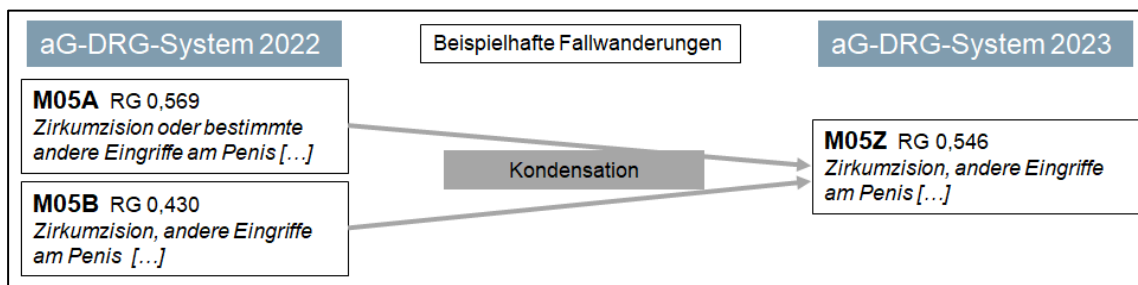 aG-DRG-System 2022
Beispielhafte Fallwanderungen
aG-DRG-System 2023
M05A RG 0,569
Zirkumzision oder bestimmte
andere Eingriffe am Penis [...]
M05B RG 0,430
Zirkumzision, andere Eingriffe
am Penis [...]
Kondensation
M05Z RG 0,546
Zirkumzision, andere Eingriffe
am Penis [...]